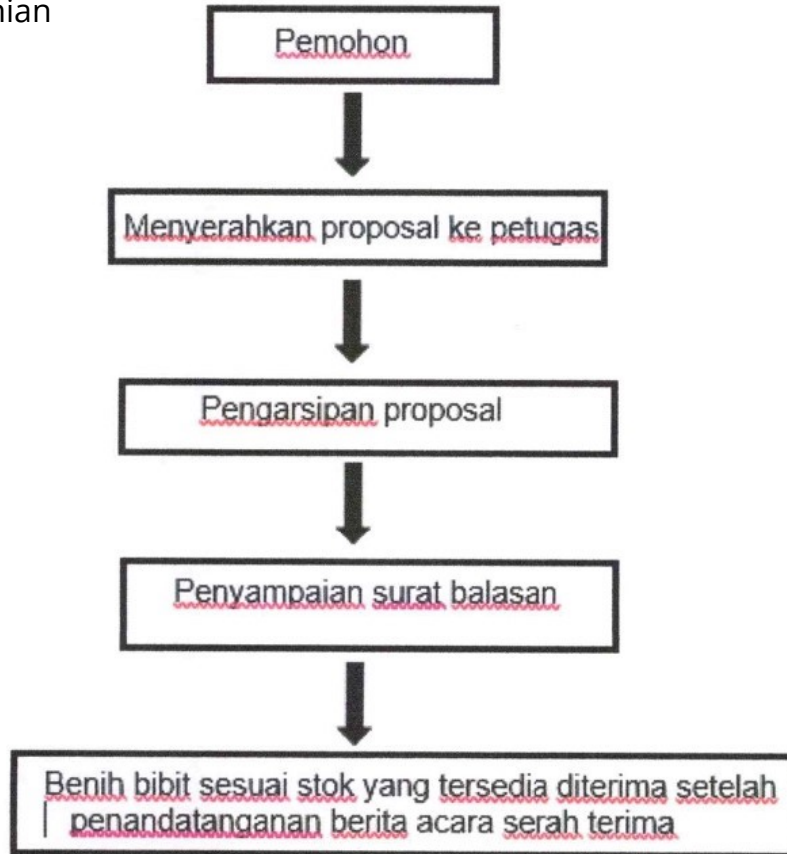 Pemohon
Menyerahkan proposal ke petugas
Pengarsipan proposal
Penyampaian surat balasan
Benih bibit sesuai stok yang tersedia diterima setelah
penandatanganan berita acara serah terima